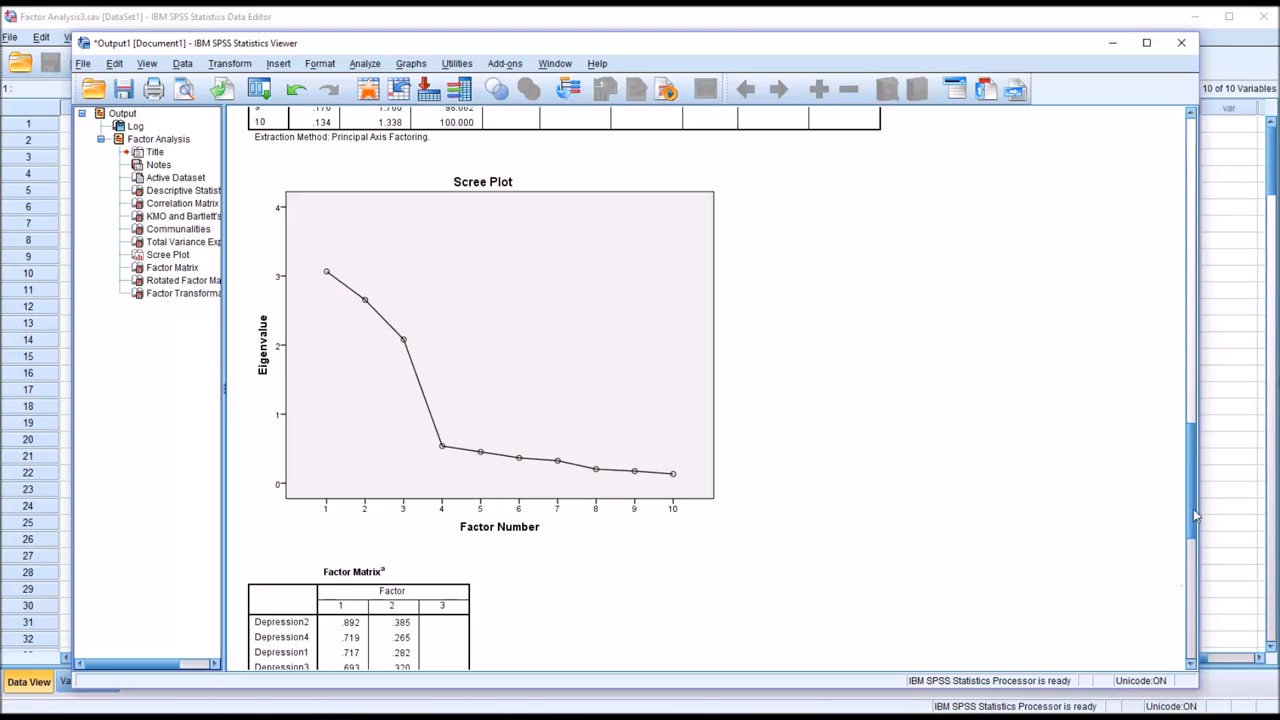 Factor Analysis3.sav [DataSet1] - IBM SPSS Statistics Data Editor
File Edit
*Output1 [Document1] - IBM SPSS Statistics Viewer
File Edit View Data Transform Insert Format Analyze Graphs Utilities Add-ons Window Help
1 :
10 of 10 Variables
var
1
2
3
4
5
6
7
8
9
10
11
12
13
14
15
16
17
18
19
20
21
22
23
24
25
26
27
28
29
30
31
32
Output
Log
Factor Analysis
Title
Notes
Active Dataset
Descriptive Statist
Correlation Matrix
KMO and Bartlett's
Communalities
Total Variance Exp
Scree Plot
Factor Matrix
Rotated Factor Ma
Factor Transforma
10 .134 1.338 100.000
Extraction Method: Principal Axis Factoring.
Scree Plot
Eigenvalue
4
3
2
1
0
1 2 3 4 5 6 7 8 9 10
Factor Number
Factor Matrixa
Factor
1 2 3
Depression2 .892 .385
Depression4 .719 .265
Depression1 .717 .282
Depression3 .693 .320
IBM SPSS Statistics Processor is ready Unicode:ON
Data View
IBM SPSS Statistics Processor is ready Unicode:ON